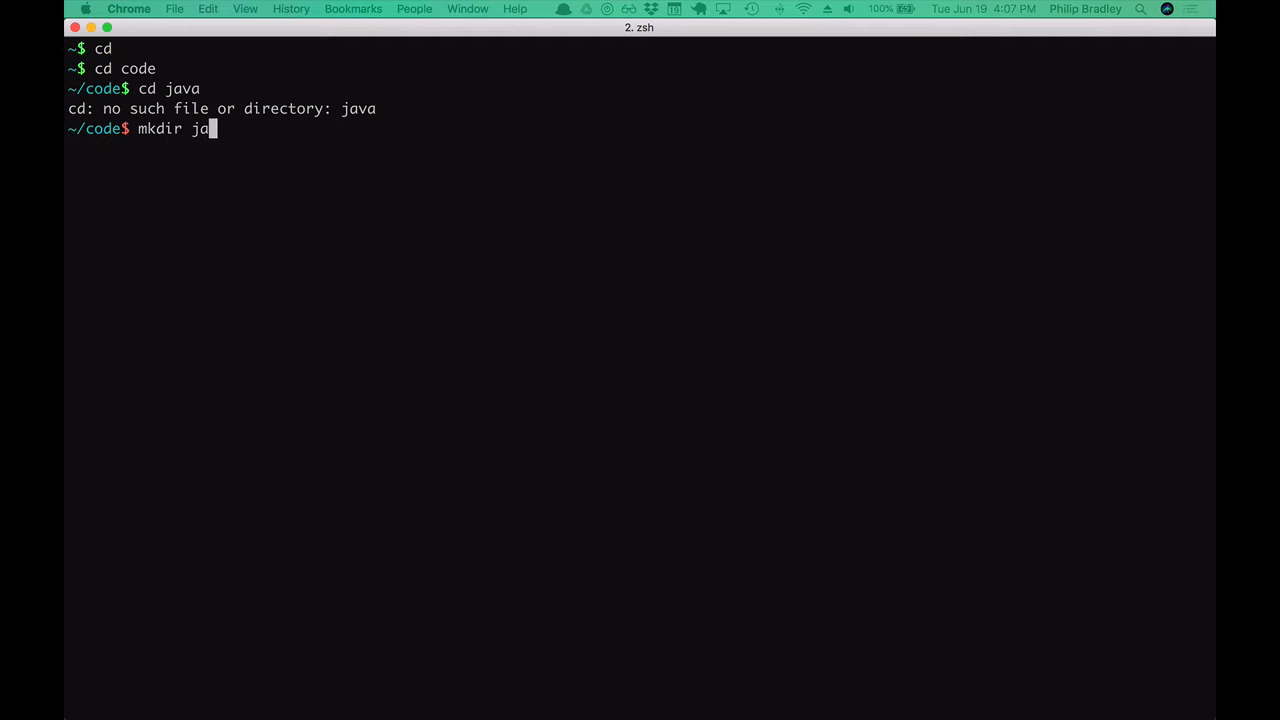 Chrome File Edit View History Bookmarks People Window Help 19 100% Tue Jun 19 4:07 PM Philip Bradley
2. zsh
~$ cd
~$ cd code
~/code$ cd java
cd: no such file or directory: java
~/code$ mkdir ja